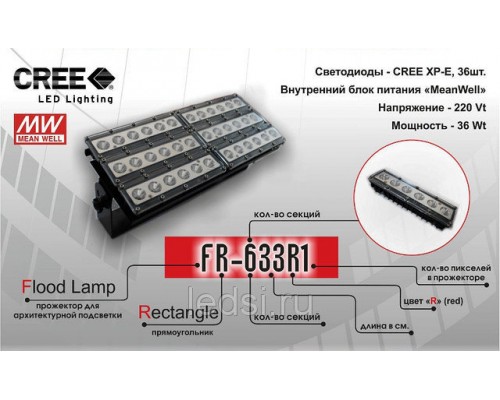 CREE
LED Lighting
MW
MEAN WELL
Светодиоды - CREE XP-E, 36шт.
Внутренний блок питания «MeanWell»
Напряжение - 220 Vt
Мощность - 36 Wt
кол-во секций
FR-633R1
кол-во пикселей
в прожекторе
Flood Lamp
прожектор для
архитектурной подсветки
цвет «R» (red)
Rectangle
прямоугольник
кол-во секций
длина в см.
ledsi.ru